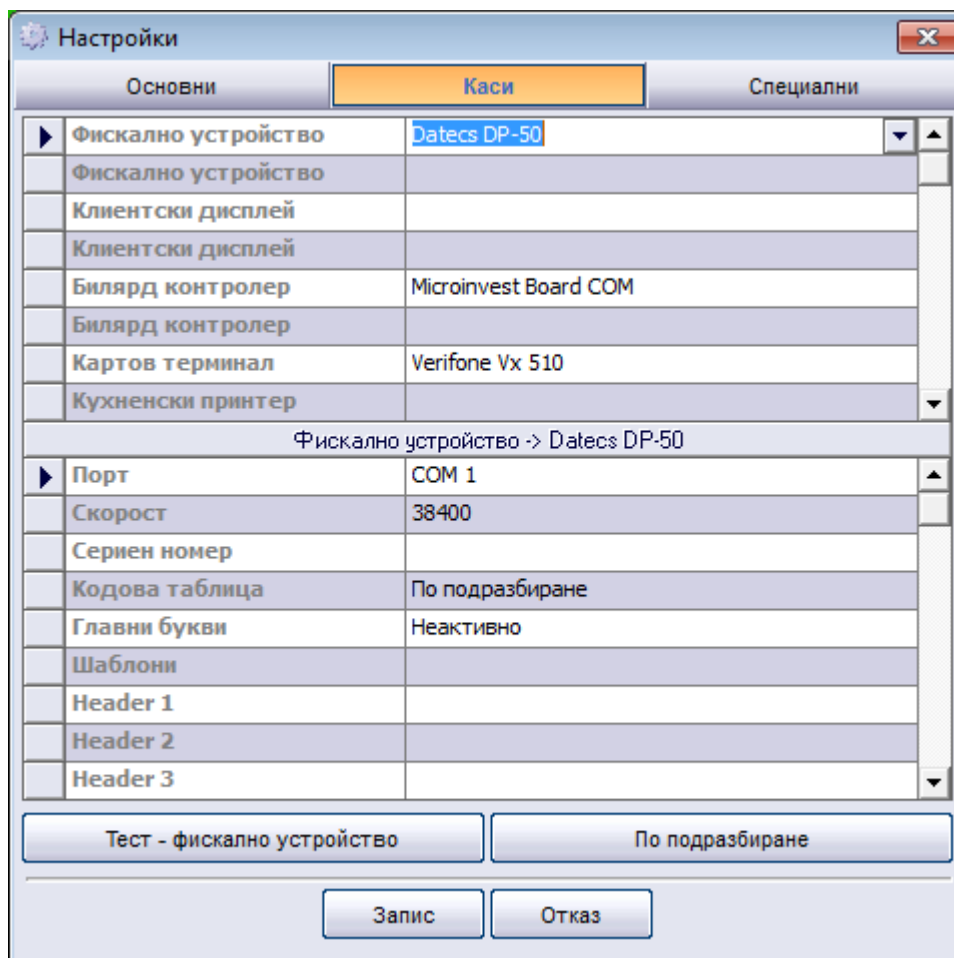 Настройки
Основни Каси Специални
Фискално устройство Datecs DP-50
Фискално устройство
Клиентски дисплей
Клиентски дисплей
Билярд контролер Microinvest Board COM
Билярд контролер
Картов терминал Verifone Vx 510
Кухненски принтер
Фискално устройство -> Datecs DP-50
Порт COM 1
Скорост 38400
Сериен номер
Кодова таблица По подразбиране
Главни букви Неактивно
Шаблони
Header 1
Header 2
Header 3
Тест - фискално устройство По подразбиране
Запис Отказ